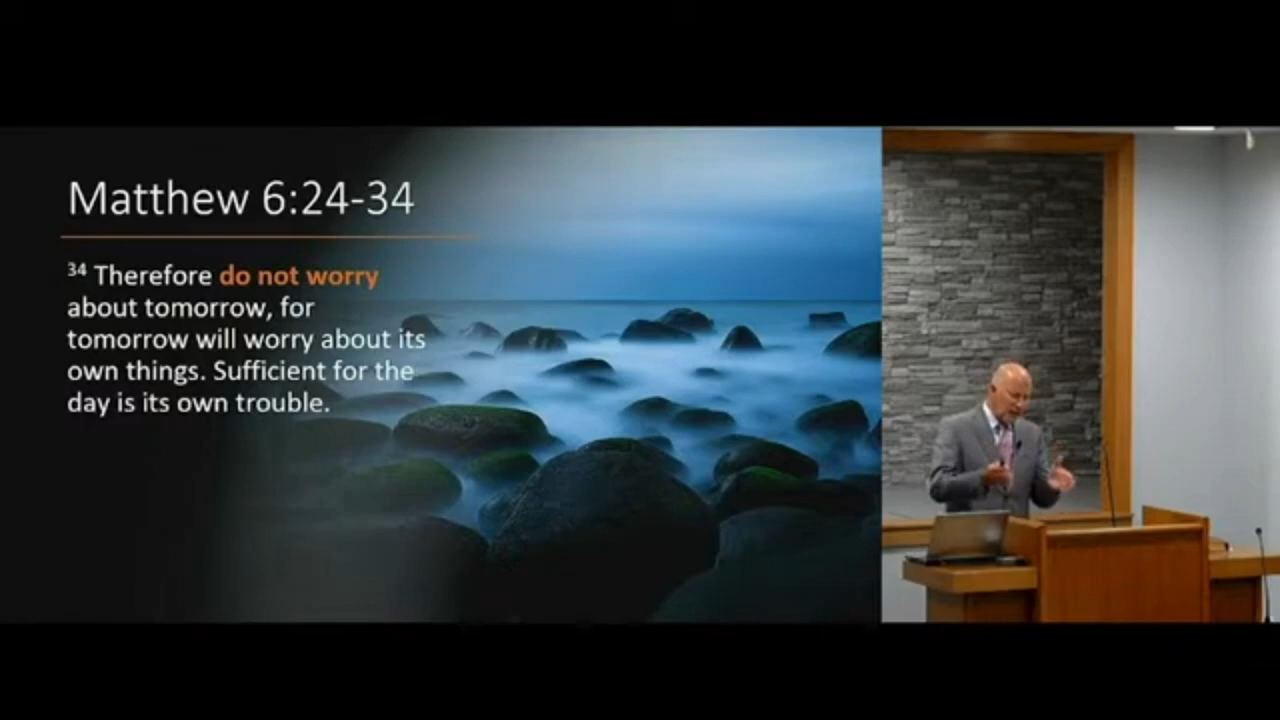 Matthew 6:24-34
34 Therefore do not worry
about tomorrow, for
tomorrow will worry about its
own things. Sufficient for the
day is its own trouble.